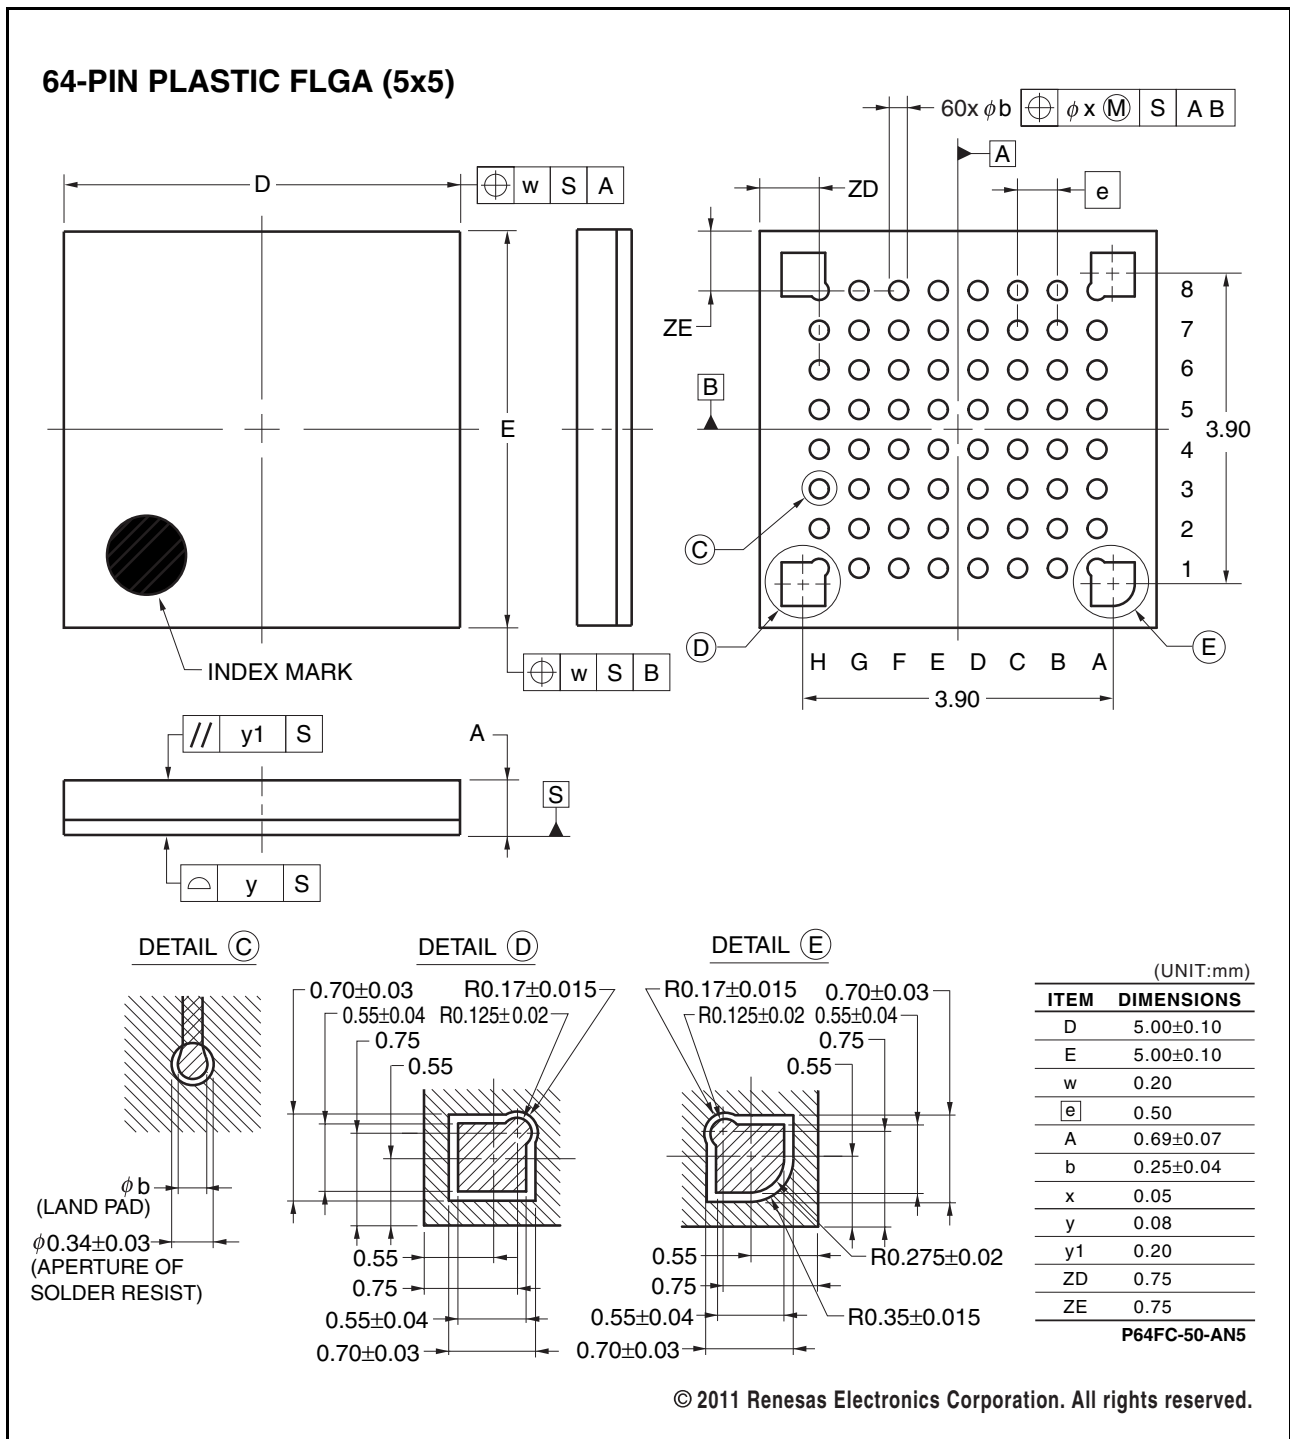 64-PIN PLASTIC FLGA (5x5)
60x φb ⌖ φx Ⓜ S A B
A
D
w S A
ZD
e
ZE
B
E
8
7
6
5
4
3
2
1
3.90
C
D
E
H G F E D C B A
3.90
INDEX MARK
w S B
// y1 S
A
S
y S
DETAIL C
φb
(LAND PAD)
φ0.34±0.03
(APERTURE OF
SOLDER RESIST)
DETAIL D
0.70±0.03
R0.17±0.015
0.55±0.04
R0.125±0.02
0.75
0.55
0.55
0.75
0.55±0.04
0.70±0.03
DETAIL E
R0.17±0.015
0.70±0.03
R0.125±0.02
0.55±0.04
0.75
0.55
0.55
R0.275±0.02
0.75
0.55±0.04
R0.35±0.015
0.70±0.03
(UNIT:mm)
ITEM DIMENSIONS
D 5.00±0.10
E 5.00±0.10
w 0.20
e 0.50
A 0.69±0.07
b 0.25±0.04
x 0.05
y 0.08
y1 0.20
ZD 0.75
ZE 0.75
P64FC-50-AN5
© 2011 Renesas Electronics Corporation. All rights reserved.